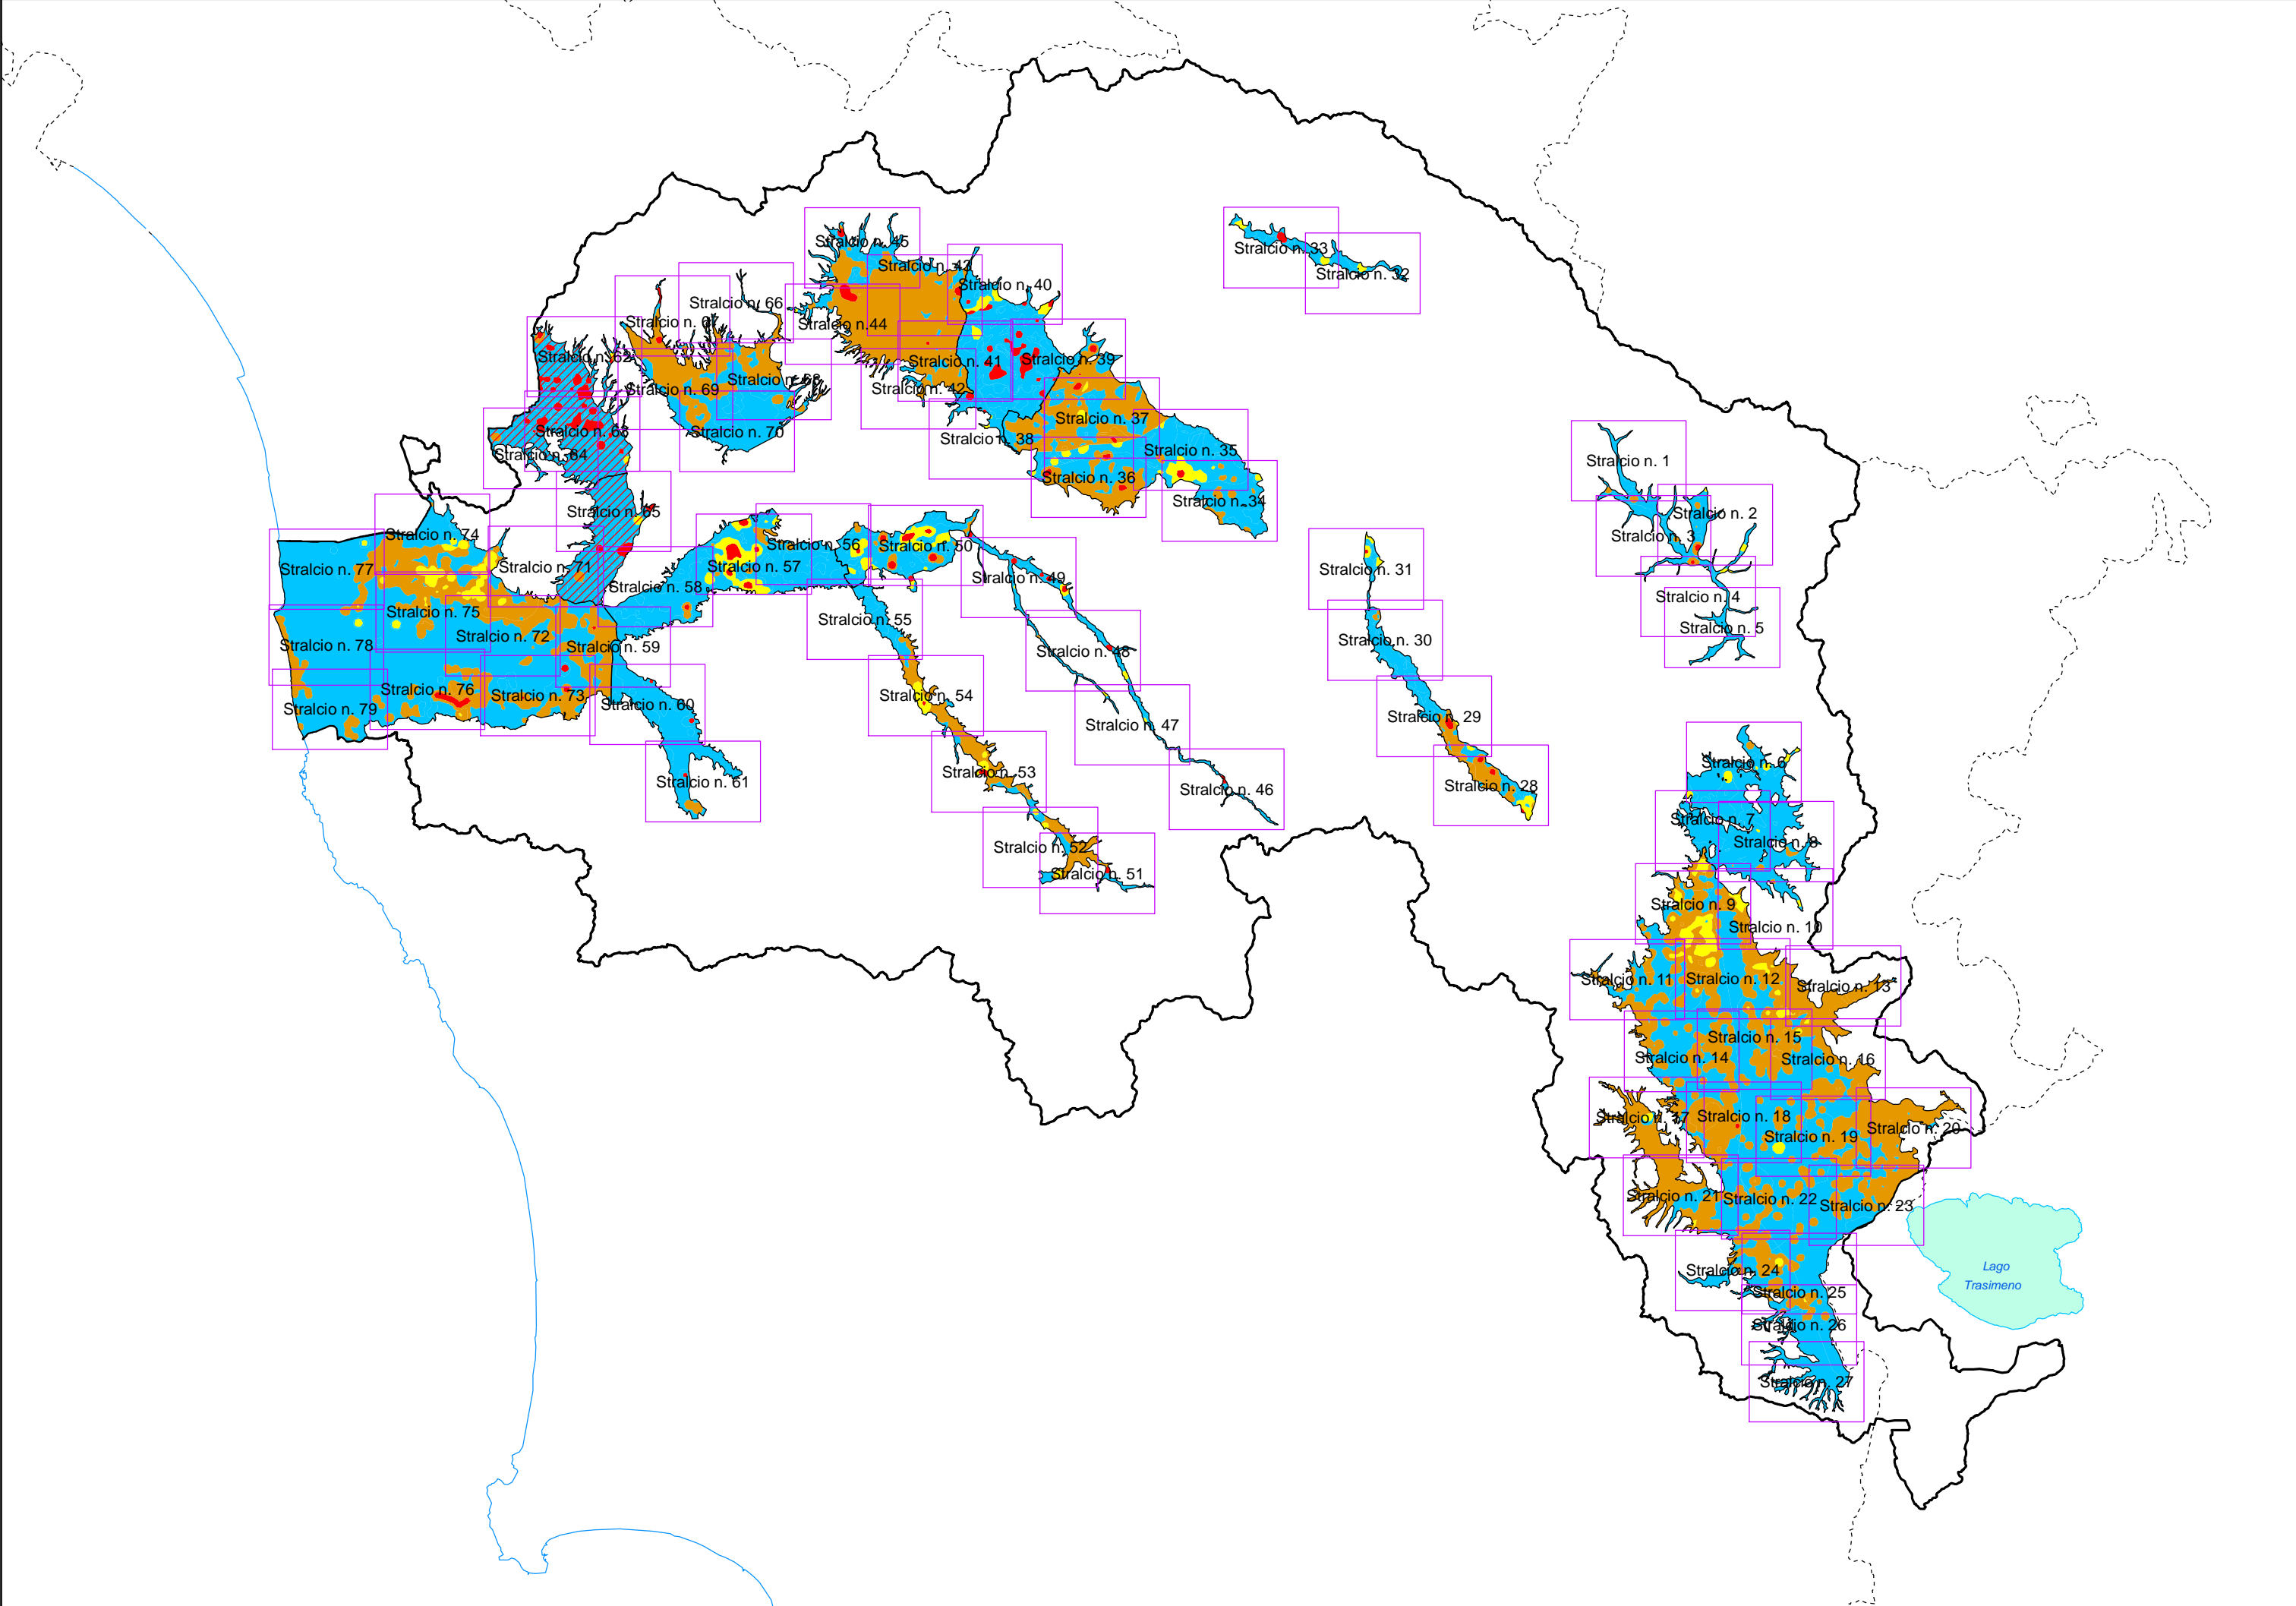 Stralcio n. 45
Stralcio n. 33
Stralcio n. 43
Stralcio n. 32
Stralcio n. 40
Stralcio n. 66
Stralcio n. 67
Stralcio n.44
Stralcio n. 62
Stralcio n. 39
Stralcio n. 41
Stralcio n. 68
Stralcio n. 69
Stralcio n. 42
Stralcio n. 37
Stralcio n. 63
Stralcio n. 70
Stralcio n. 38
Stralcio n. 35
Stralcio n. 64
Stralcio n. 1
Stralcio n. 36
Stralcio n. 34
Stralcio n. 65
Stralcio n. 2
Stralcio n. 74
Stralcio n. 3
Stralcio n. 56
Stralcio n. 50
Stralcio n. 77
Stralcio n. 71
Stralcio n. 57
Stralcio n. 31
Stralcio n. 49
Stralcio n. 58
Stralcio n. 4
Stralcio n. 75
Stralcio n. 55
Stralcio n. 5
Stralcio n. 72
Stralcio n. 30
Stralcio n. 78
Stralcio n. 59
Stralcio n. 48
Stralcio n. 76
Stralcio n. 73
Stralcio n. 54
Stralcio n. 60
Stralcio n. 79
Stralcio n. 29
Stralcio n. 47
Stralcio n. 6
Stralcio n. 53
Stralcio n. 61
Stralcio n. 28
Stralcio n. 46
Stralcio n. 7
Stralcio n. 8
Stralcio n. 52
Stralcio n. 51
Stralcio n. 9
Stralcio n. 10
Stralcio n. 11
Stralcio n. 12
Stralcio n. 13
Stralcio n. 15
Stralcio n. 14
Stralcio n. 16
Stralcio n. 17
Stralcio n. 18
Stralcio n. 20
Stralcio n. 19
Stralcio n. 21
Stralcio n. 22
Stralcio n. 23
Lago
Trasimeno
Stralcio n. 24
Stralcio n. 25
Stralcio n. 26
Stralcio n. 27